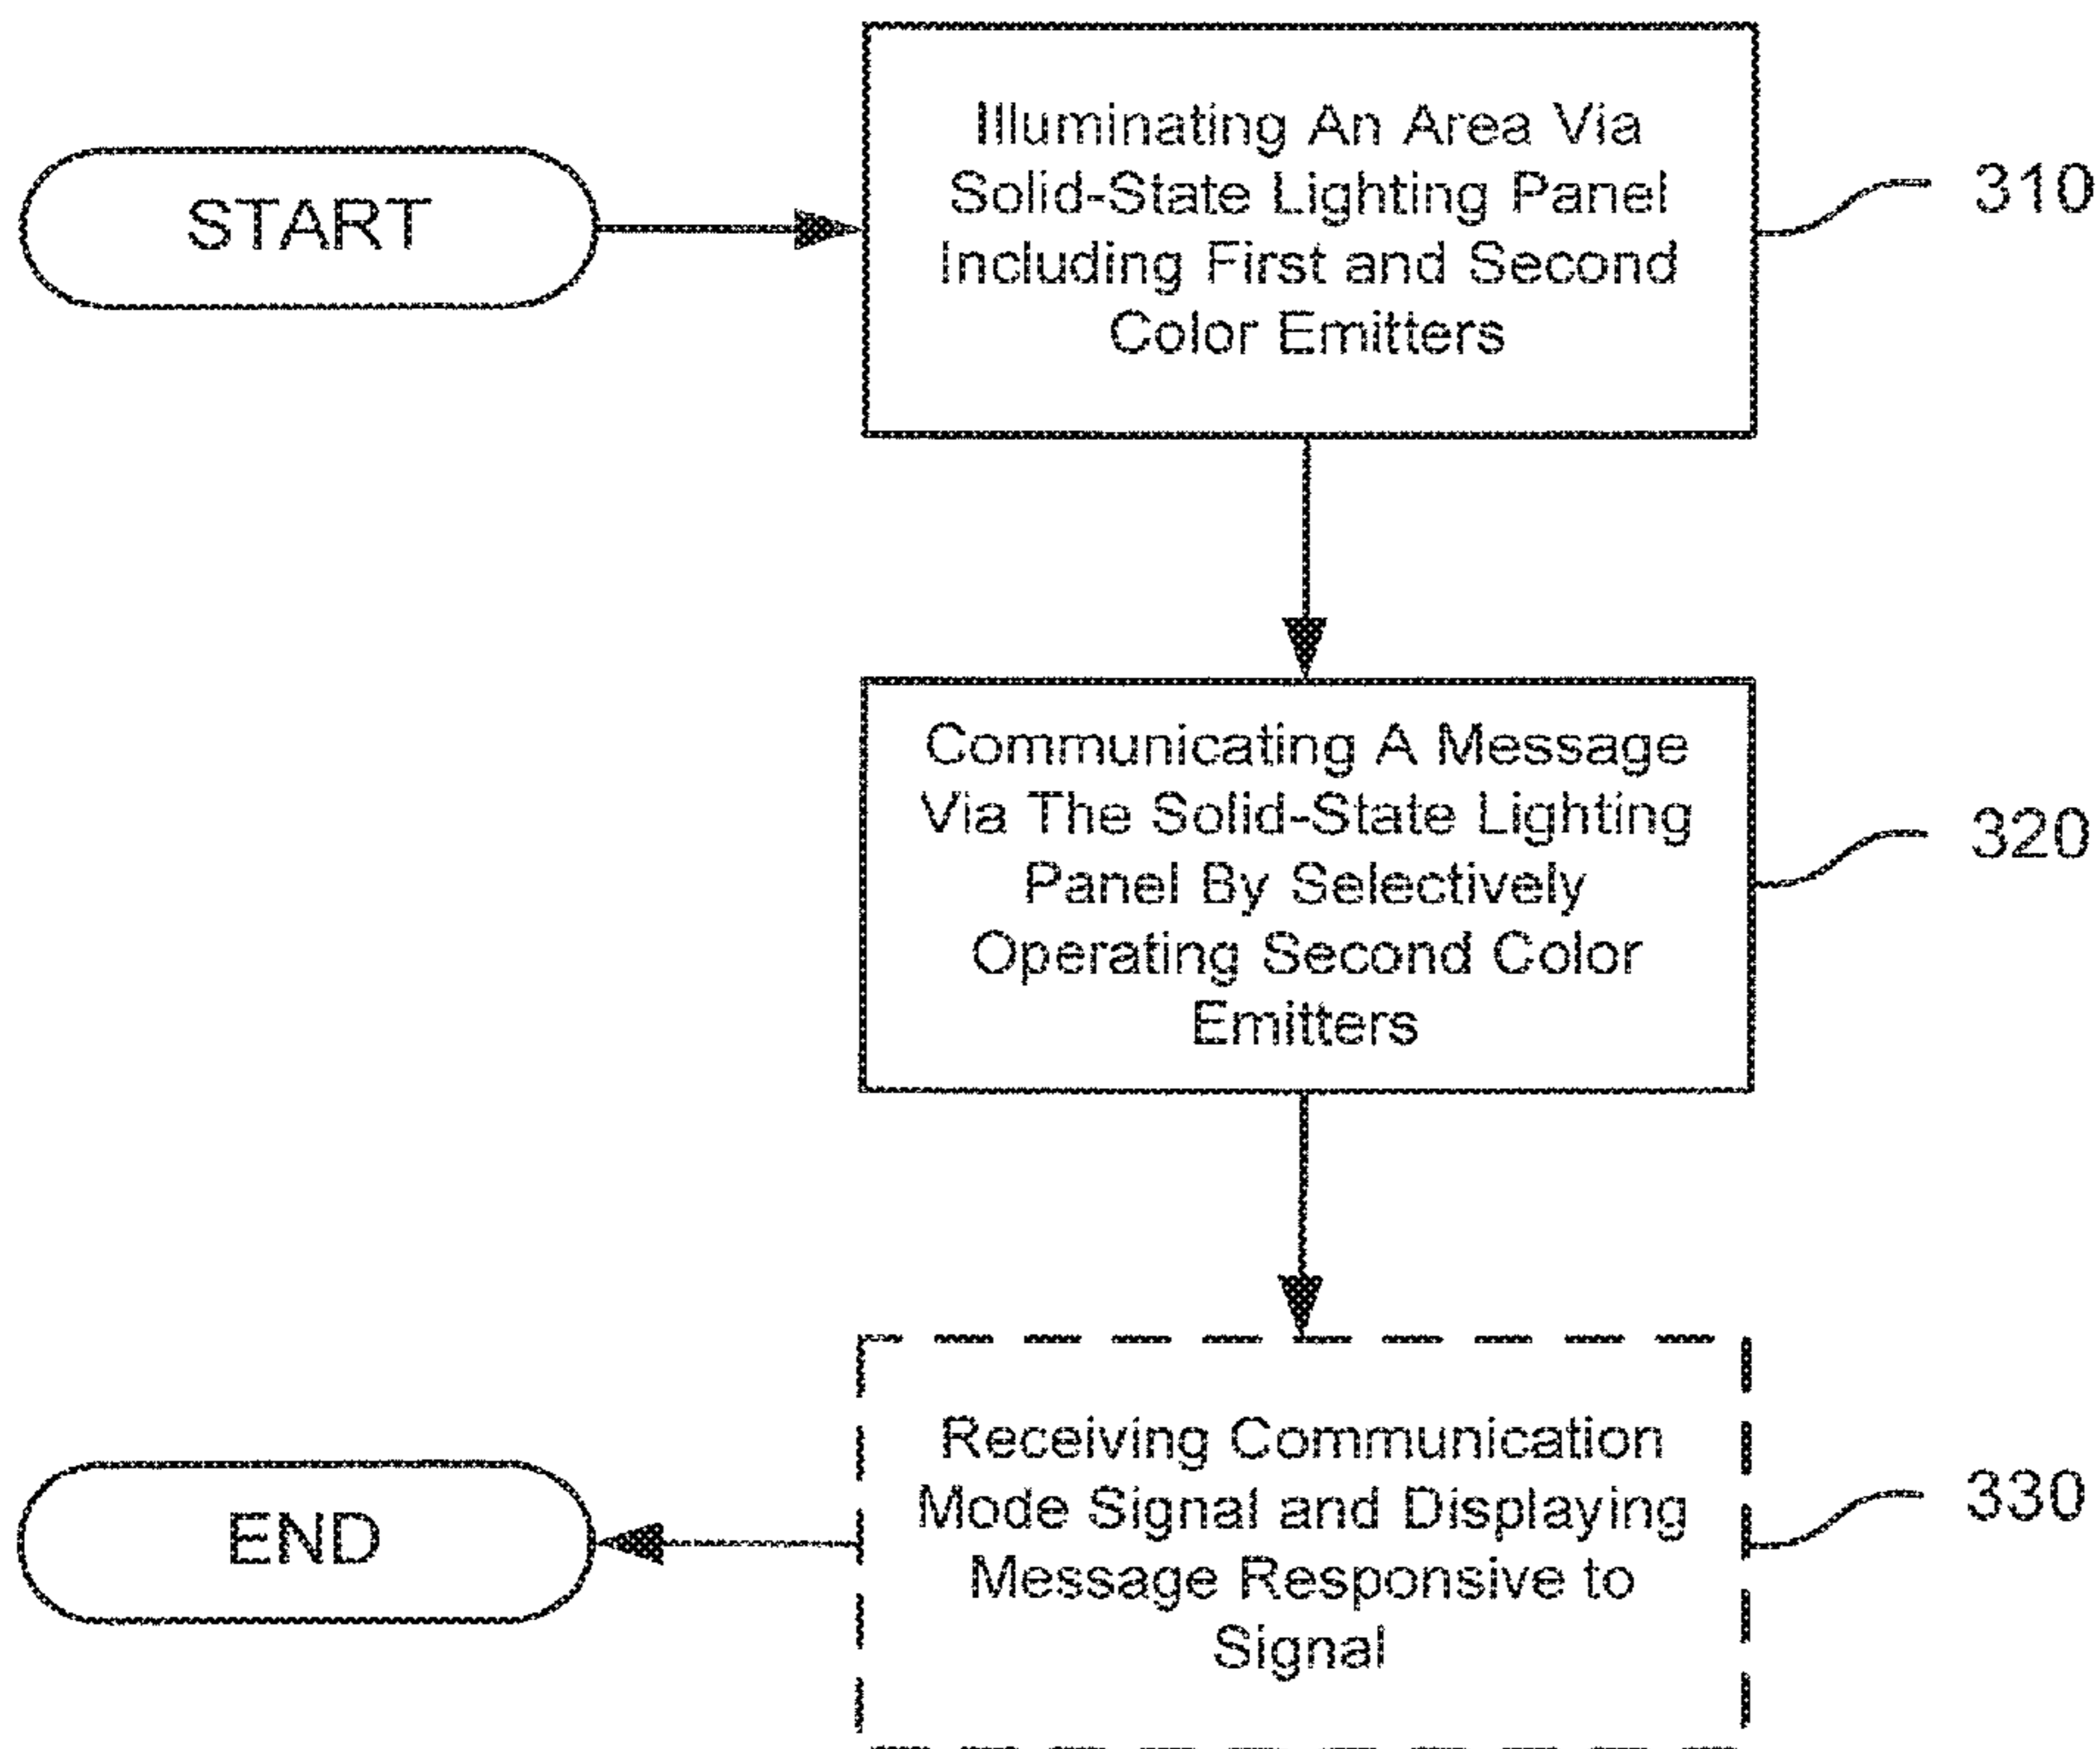 START
Illuminating An Area Via
Solid-State Lighting Panel
Including First and Second
Color Emitters
310
Communicating A Message
Via The Solid-State Lighting
Panel By Selectively
Operating Second Color
Emitters
320
Receiving Communication
Mode Signal and Displaying
Message Responsive to
Signal
330
END